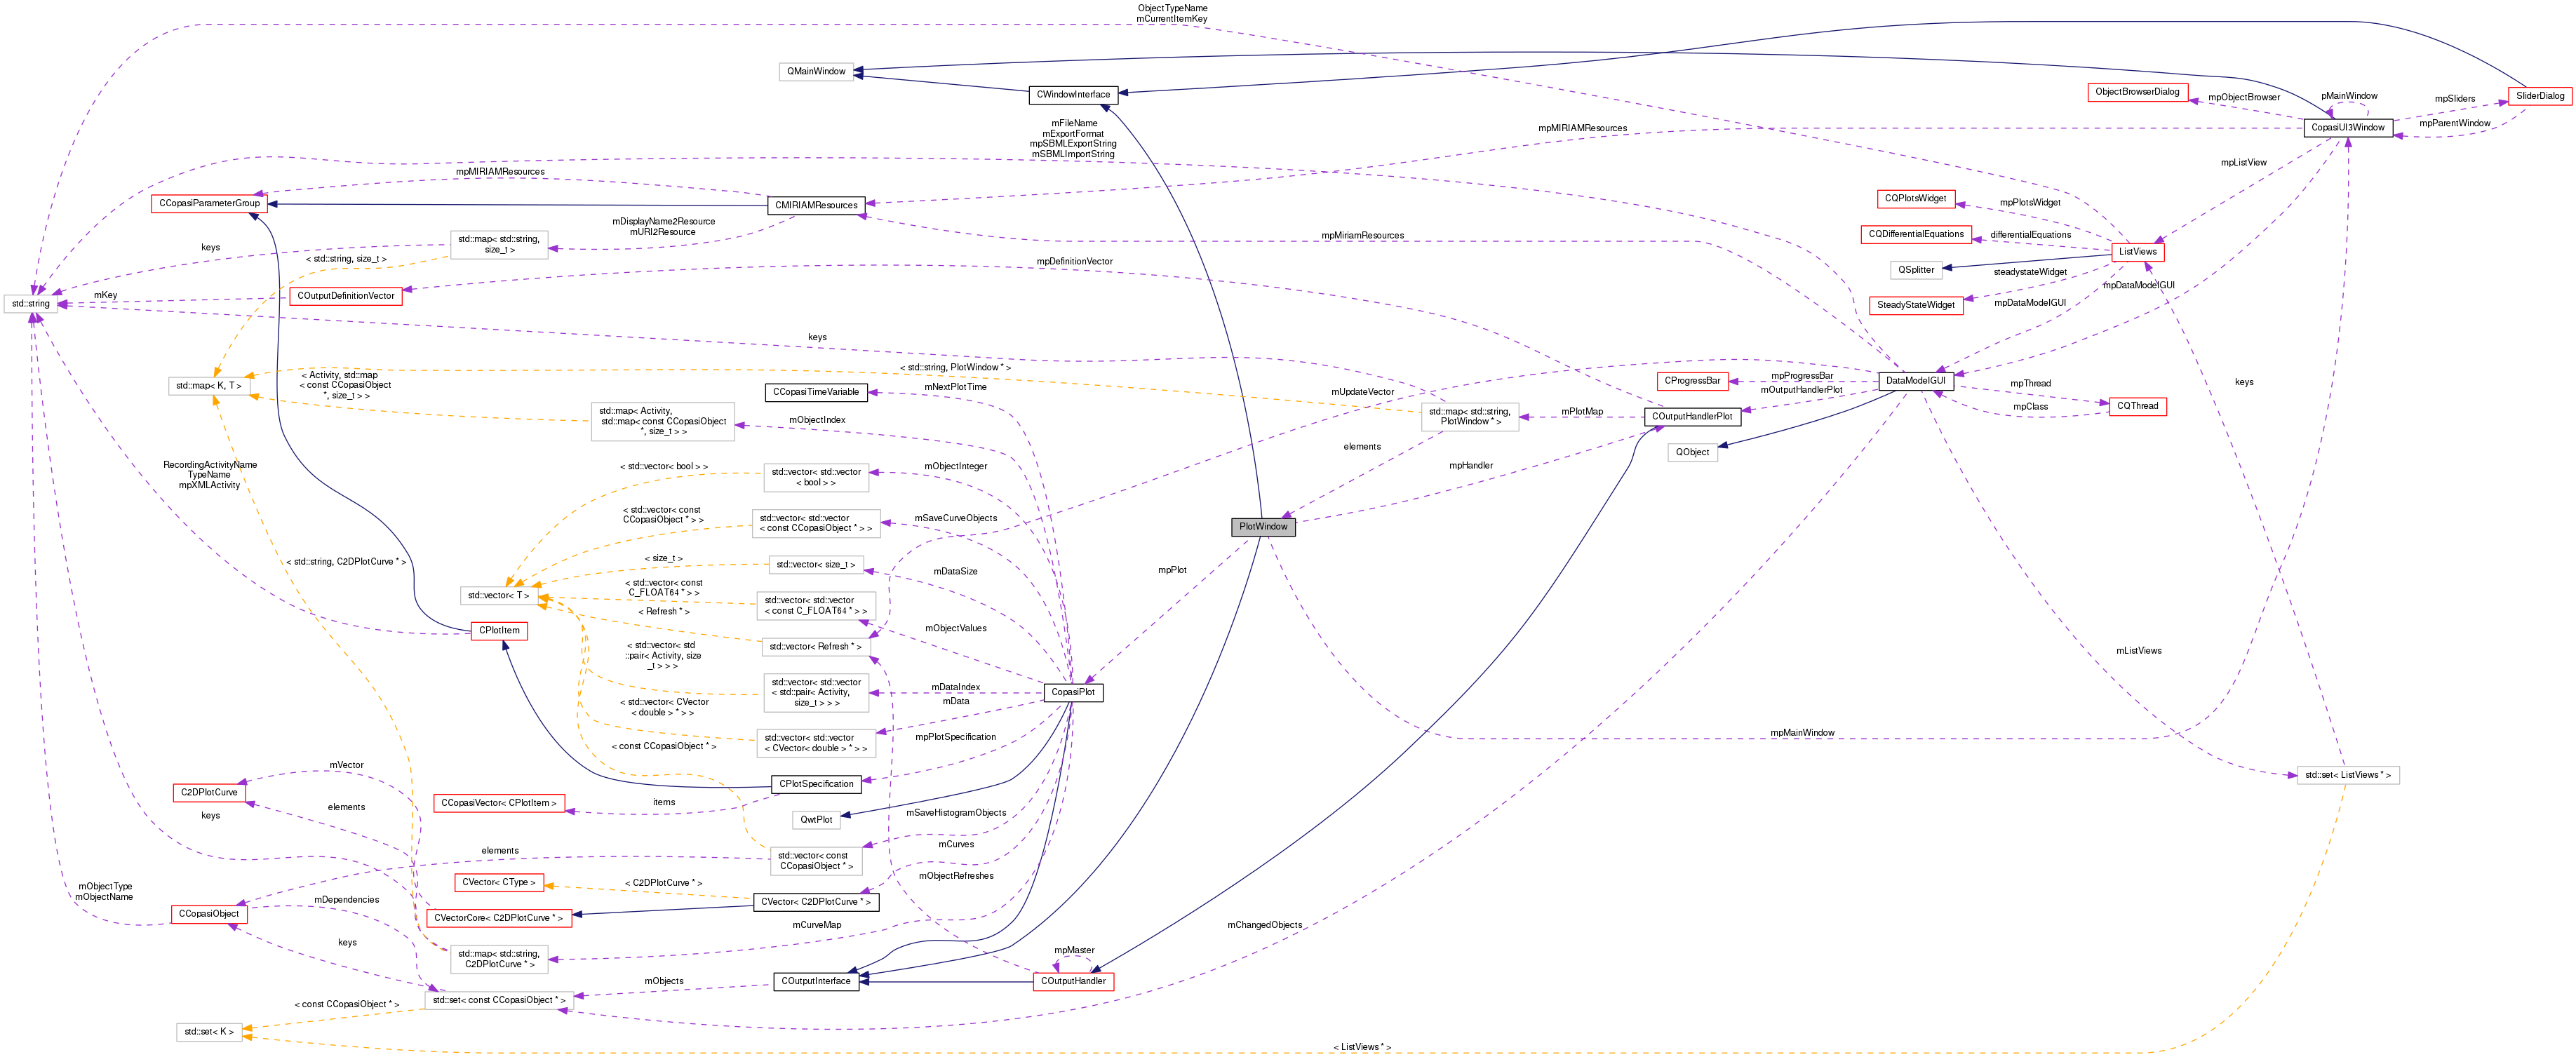 ObjectTypeName
mCurrentItemKey
QMainWindow
CWindowInterface
ObjectBrowserDialog
mpObjectBrowser
pMainWindow
mpSliders
SliderDialog
mpParentWindow
CopasiUI3Window
mFileName
mExportFormat
mpSBMLExportString
mSBMLImportString
mpMIRIAMResources
mpMIRIAMResources
mpListView
CCopasiParameterGroup
CMIRIAMResources
CQPlotsWidget
mpPlotsWidget
mDisplayName2Resource
mURI2Resource
std::map< std::string,
size_t >
keys
mpMiriamResources
CQDifferentialEquations
differentialEquations
ListViews
< std::string, size_t >
mpDefinitionVector
QSplitter
steadystateWidget
mpDataModelGUI
std::string
mKey
COutputDefinitionVector
SteadyStateWidget
mpDataModelGUI
keys
< std::string, PlotWindow * >
std::map< K, T >
< Activity, std::map
< const CCopasiObject
*, size_t > >
CCopasiTimeVariable
mNextPlotTime
mUpdateVector
CProgressBar
mpProgressBar
DataModelGUI
mpThread
keys
mOutputHandlerPlot
CQThread
mpClass
std::map< Activity,
std::map< const CCopasiObject
*, size_t > >
mObjectIndex
std::map< std::string,
PlotWindow * >
mPlotMap
COutputHandlerPlot
elements
QObject
RecordingActivityName
TypeName
mpXMLActivity
< std::vector< bool > >
std::vector< std::vector
< bool > >
mObjectInteger
mpHandler
< std::vector< const
CCopasiObject * > >
std::vector< std::vector
< const CCopasiObject * > >
mSaveCurveObjects
PlotWindow
< std::string, C2DPlotCurve * >
< size_t >
std::vector< size_t >
mDataSize
mpPlot
std::vector< T >
< std::vector< const
C_FLOAT64 * > >
std::vector< std::vector
< const C_FLOAT64 * > >
< Refresh * >
CPlotItem
mObjectValues
std::vector< Refresh * >
mListViews
< std::vector< std
::pair< Activity, size
_t > > >
std::vector< std::vector
< std::pair< Activity,
size_t > > >
mDataIndex
CopasiPlot
< std::vector< CVector
< double > * > >
mData
std::vector< std::vector
< CVector< double > * > >
mpPlotSpecification
< const CCopasiObject * >
mpMainWindow
mVector
std::set< ListViews * >
C2DPlotCurve
CPlotSpecification
CCopasiVector< CPlotItem >
items
elements
keys
QwtPlot
mSaveHistogramObjects
elements
std::vector< const
CCopasiObject * >
mCurves
mObjectType
mObjectName
CVector< CType >
< C2DPlotCurve * >
mObjectRefreshes
mDependencies
CVector< C2DPlotCurve * >
CCopasiObject
CVectorCore< C2DPlotCurve * >
mCurveMap
mChangedObjects
keys
std::map< std::string,
C2DPlotCurve * >
mpMaster
mObjects
COutputInterface
COutputHandler
std::set< const CCopasiObject * >
< const CCopasiObject * >
std::set< K >
< ListViews * >